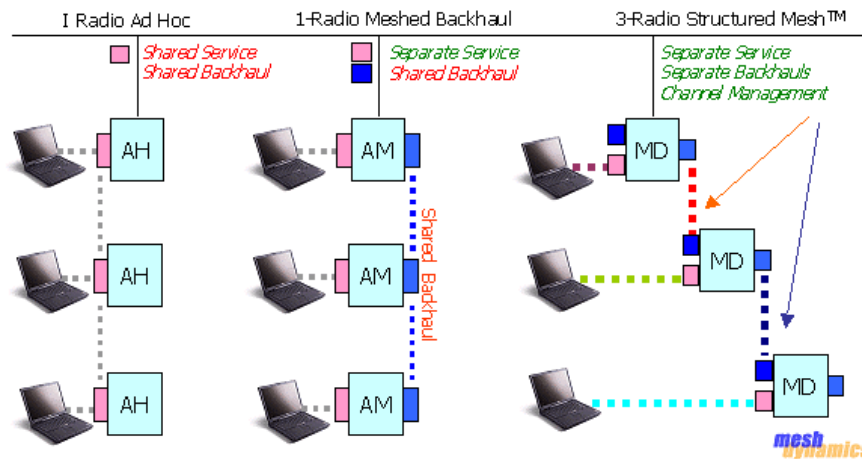 I Radio Ad Hoc
1-Radio Meshed Backhaul
3-Radio Structured Mesh™
Shared Service
Shared Backhaul
Separate Service
Shared Backhaul
Separate Service
Separate Backhauls
Channel Management
AH
AM
MD
Shared Backhaul
AH
AM
MD
AH
AM
MD
mesh
dynamics